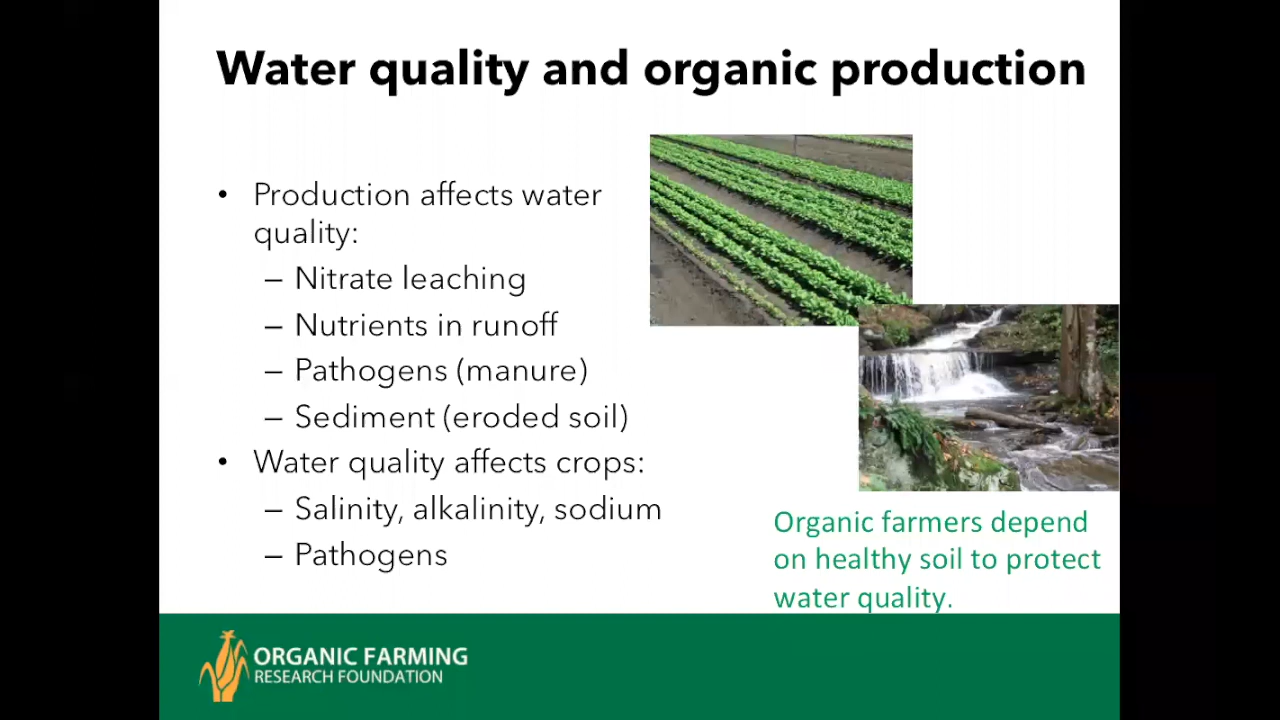 Water quality and organic production
• Production affects water
quality:
– Nitrate leaching
– Nutrients in runoff
– Pathogens (manure)
– Sediment (eroded soil)
• Water quality affects crops:
– Salinity, alkalinity, sodium
– Pathogens
Organic farmers depend
on healthy soil to protect
water quality.
ORGANIC FARMING
RESEARCH FOUNDATION